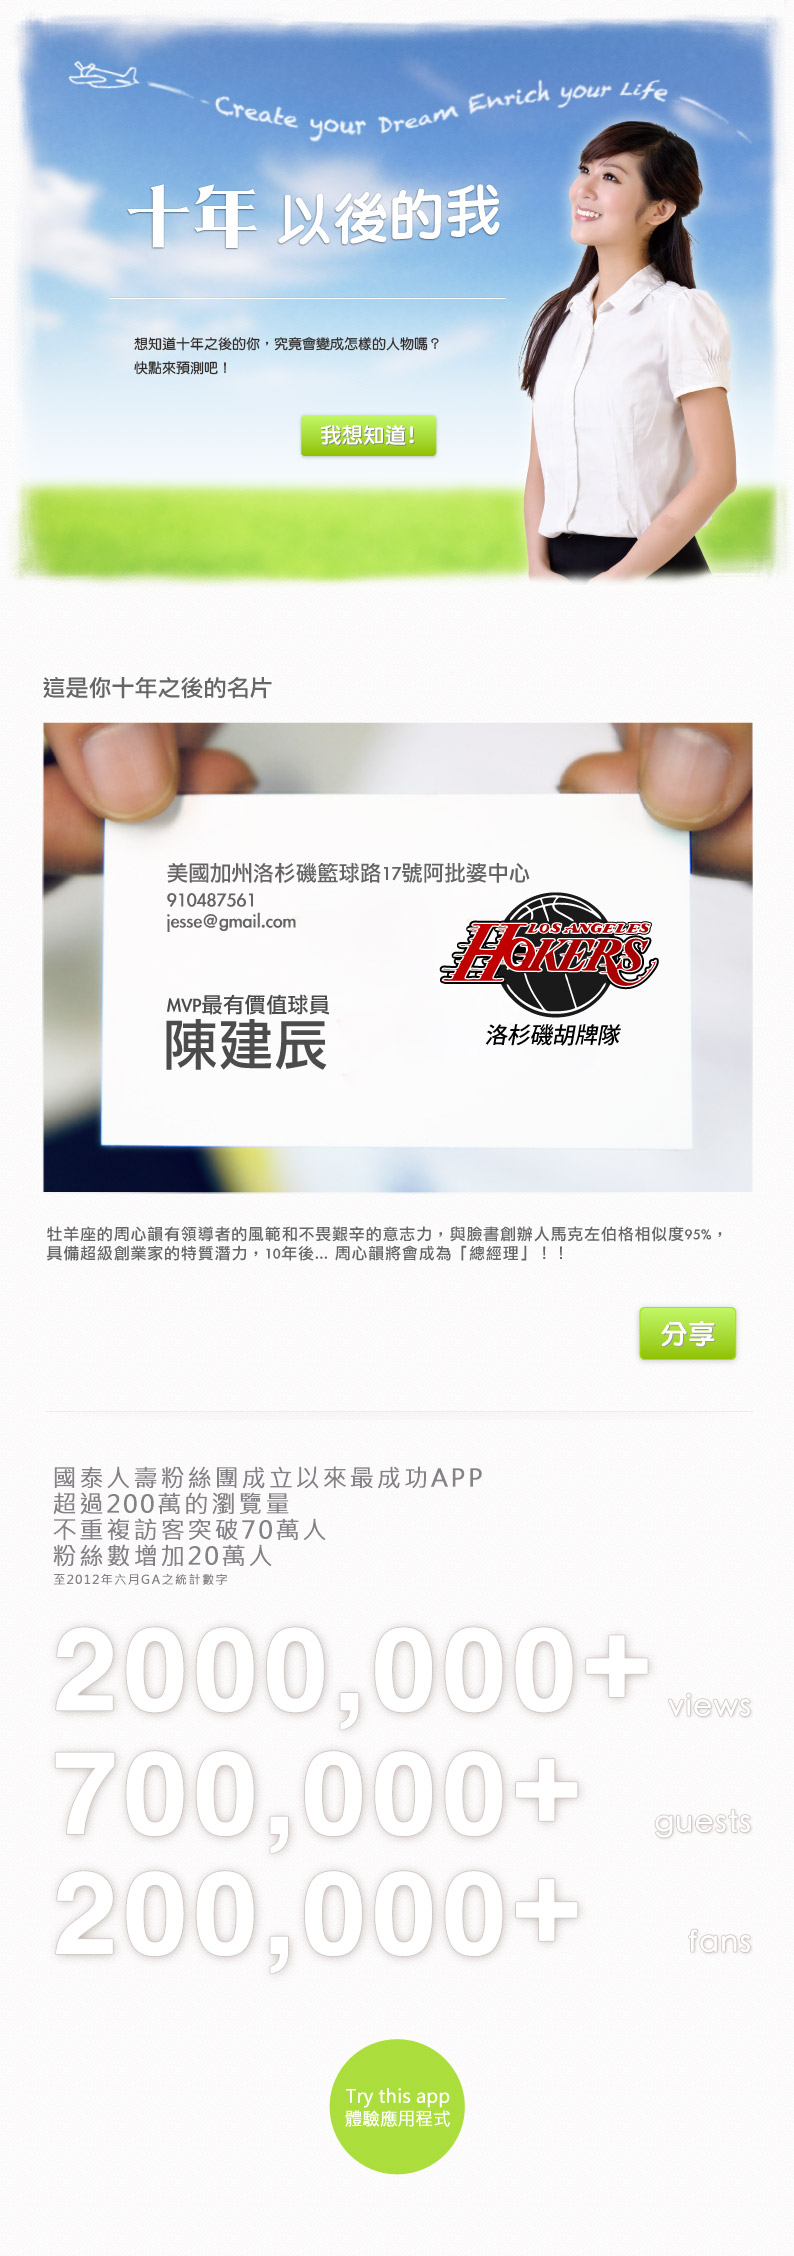 Create your Dream Enrich your Life
十年 以後的我
想知道十年之後的你，究竟會變成怎樣的人物嗎？
快點來預測吧！
我想知道！
這是你十年之後的名片
美國加州洛杉磯籃球路17號阿批婆中心
910487561
jesse@gmail.com
LOS ANGELES
HOKERS
洛杉磯胡牌隊
MVP最有價值球員
陳建辰
牡羊座的周心韻有領導者的風範和不畏艱辛的意志力，與臉書創辦人馬克左伯格相似度95%，
具備超級創業家的特質潛力，10年後... 周心韻將會成為「總經理」！！
分享
國泰人壽粉絲團成立以來最成功APP
超過200萬的瀏覽量
不重複訪客突破70萬人
粉絲數增加20萬人
至2012年六月GA之統計數字
2000,000+ views
700,000+ guests
200,000+ fans
Try this app
體驗應用程式